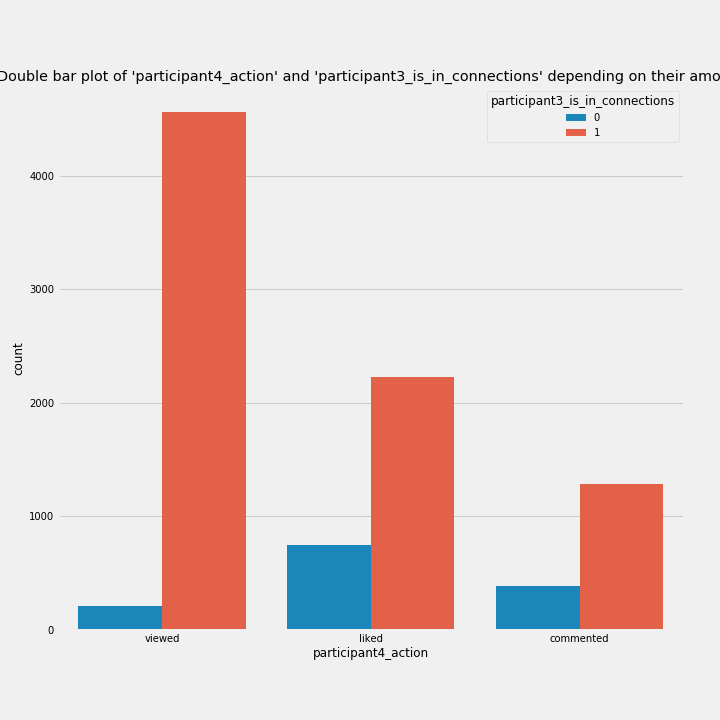 Double bar plot of 'participant4_action' and 'participant3_is_in_connections' depending on their amo
participant3_is_in_connections
0
1
4000
3000
2000
1000
0
count
viewed
liked
commented
participant4_action